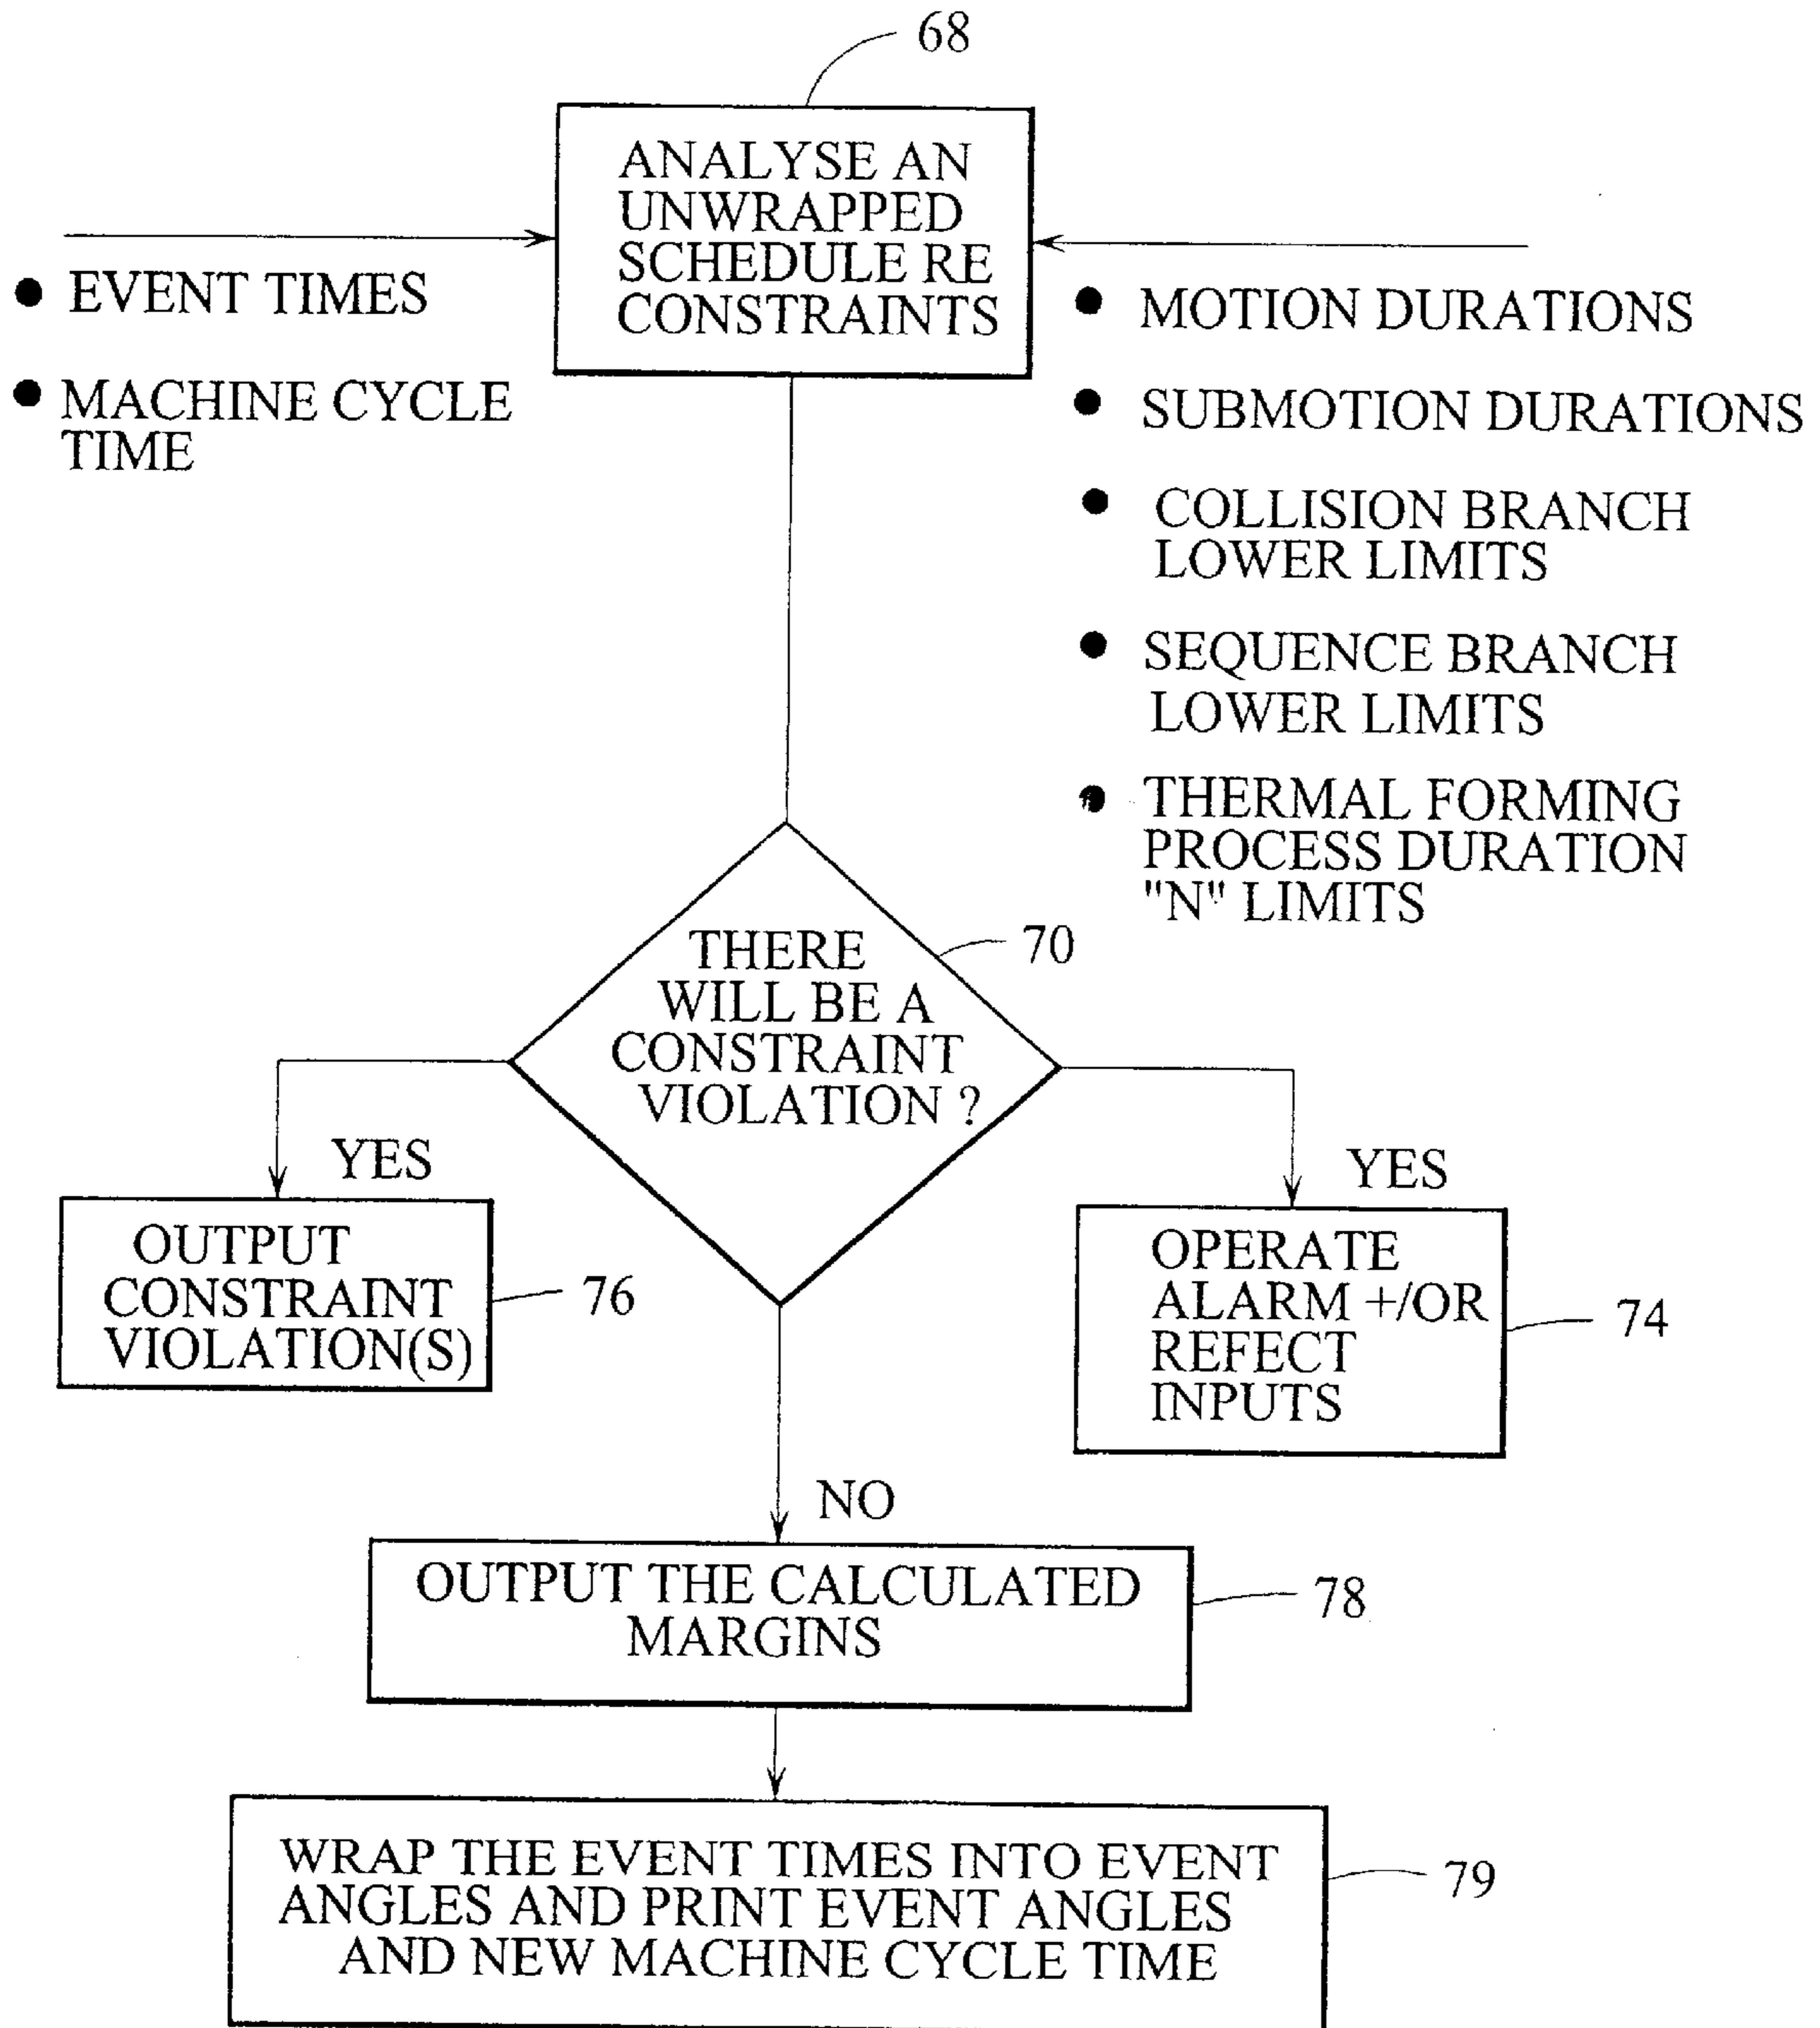 68
ANALYSE AN
UNWRAPPED
SCHEDULE RE
CONSTRAINTS
● EVENT TIMES
● MACHINE CYCLE
TIME
● MOTION DURATIONS
● SUBMOTION DURATIONS
● COLLISION BRANCH
LOWER LIMITS
● SEQUENCE BRANCH
LOWER LIMITS
● THERMAL FORMING
PROCESS DURATION
"N" LIMITS
70
THERE
WILL BE A
CONSTRAINT
VIOLATION ?
YES
YES
OUTPUT
CONSTRAINT
VIOLATION(S)
76
OPERATE
ALARM +/OR
REFECT
INPUTS
74
NO
OUTPUT THE CALCULATED
MARGINS
78
WRAP THE EVENT TIMES INTO EVENT
ANGLES AND PRINT EVENT ANGLES
AND NEW MACHINE CYCLE TIME
79